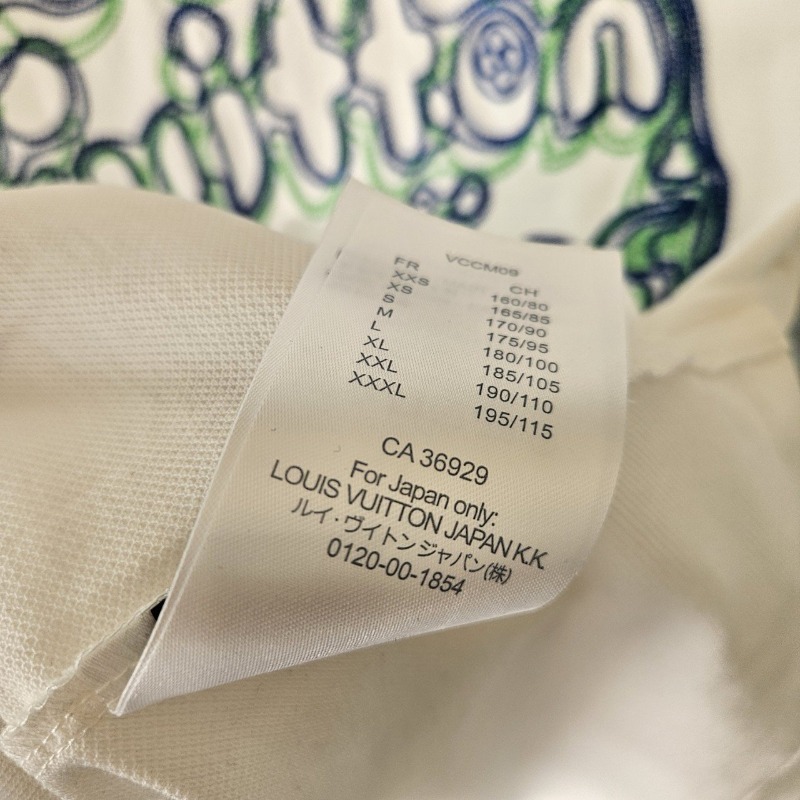 uitton
VCCM09
FR CH
XXS 160/80
XS 165/85
S 170/90
M 175/95
L 180/100
XL 185/105
XXL 190/110
XXXL 195/115
CA 36929
For Japan only:
LOUIS VUITTON JAPAN K.K.
ルイ・ヴィトン ジャパン(株)
0120-00-1854